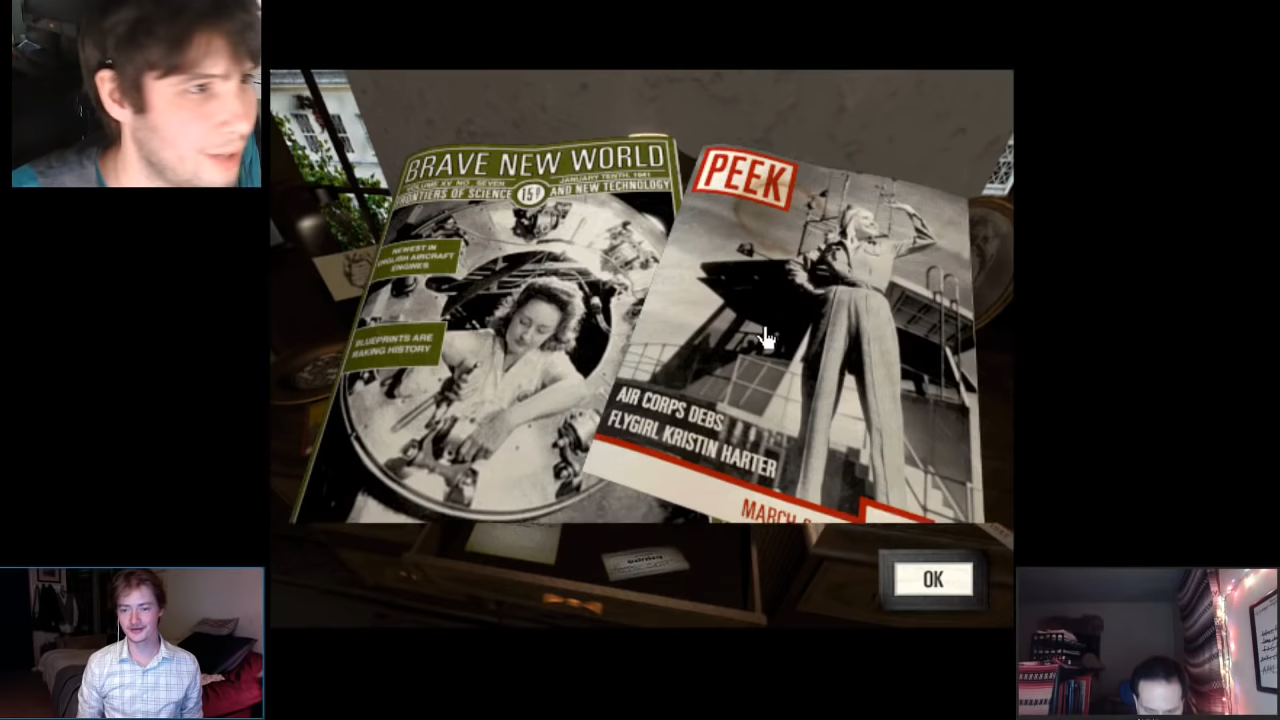 BRAVE NEW WORLD
VOLUME XV NO. SEVEN
JANUARY TENTH, 1941
FRONTIERS OF SCIENCE 15¢ AND NEW TECHNOLOGY
NEWEST IN
ENGLISH AIRCRAFT
ENGINES
BLUEPRINTS ARE
MAKING HISTORY
PEEK
AIR CORPS DEBS
FLYGIRL KRISTIN HARTER
MARCH
OK